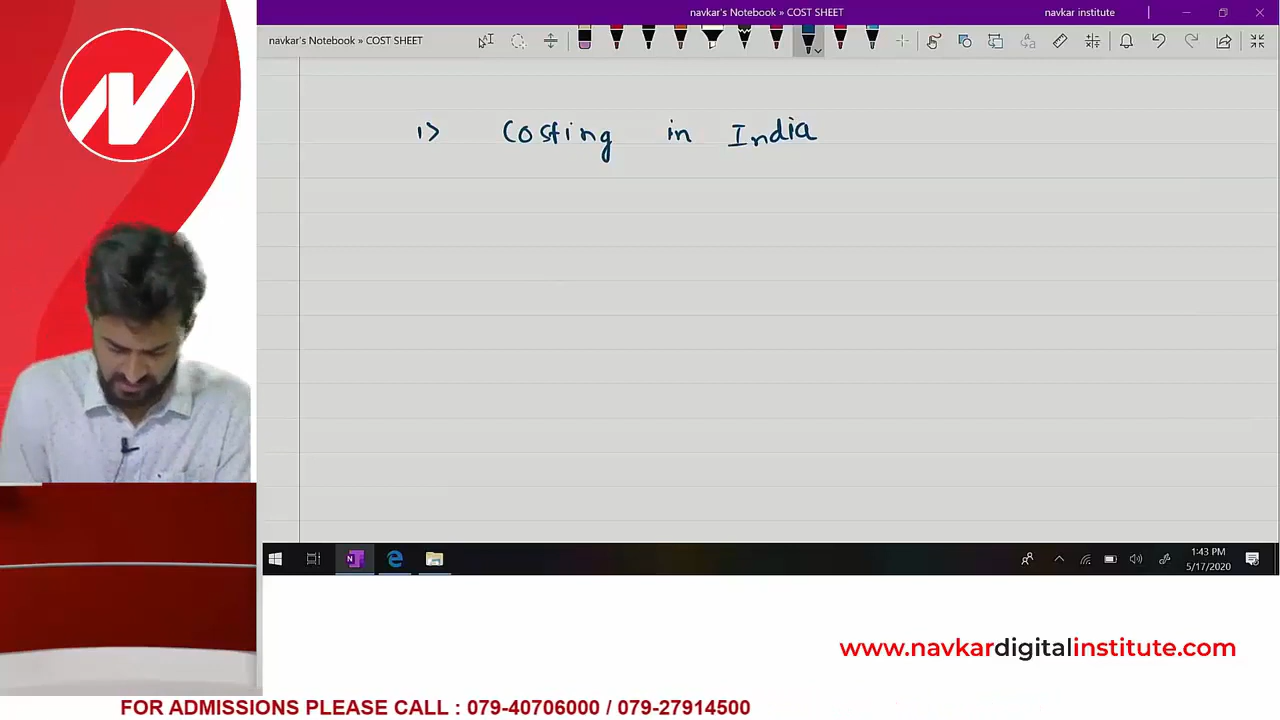 navkar's Notebook » COST SHEET
navkar institute
navkar's Notebook » COST SHEET
1> Costing in India
1:43 PM
5/17/2020
www.navkardigitalinstitute.com
FOR ADMISSIONS PLEASE CALL : 079-40706000 / 079-27914500